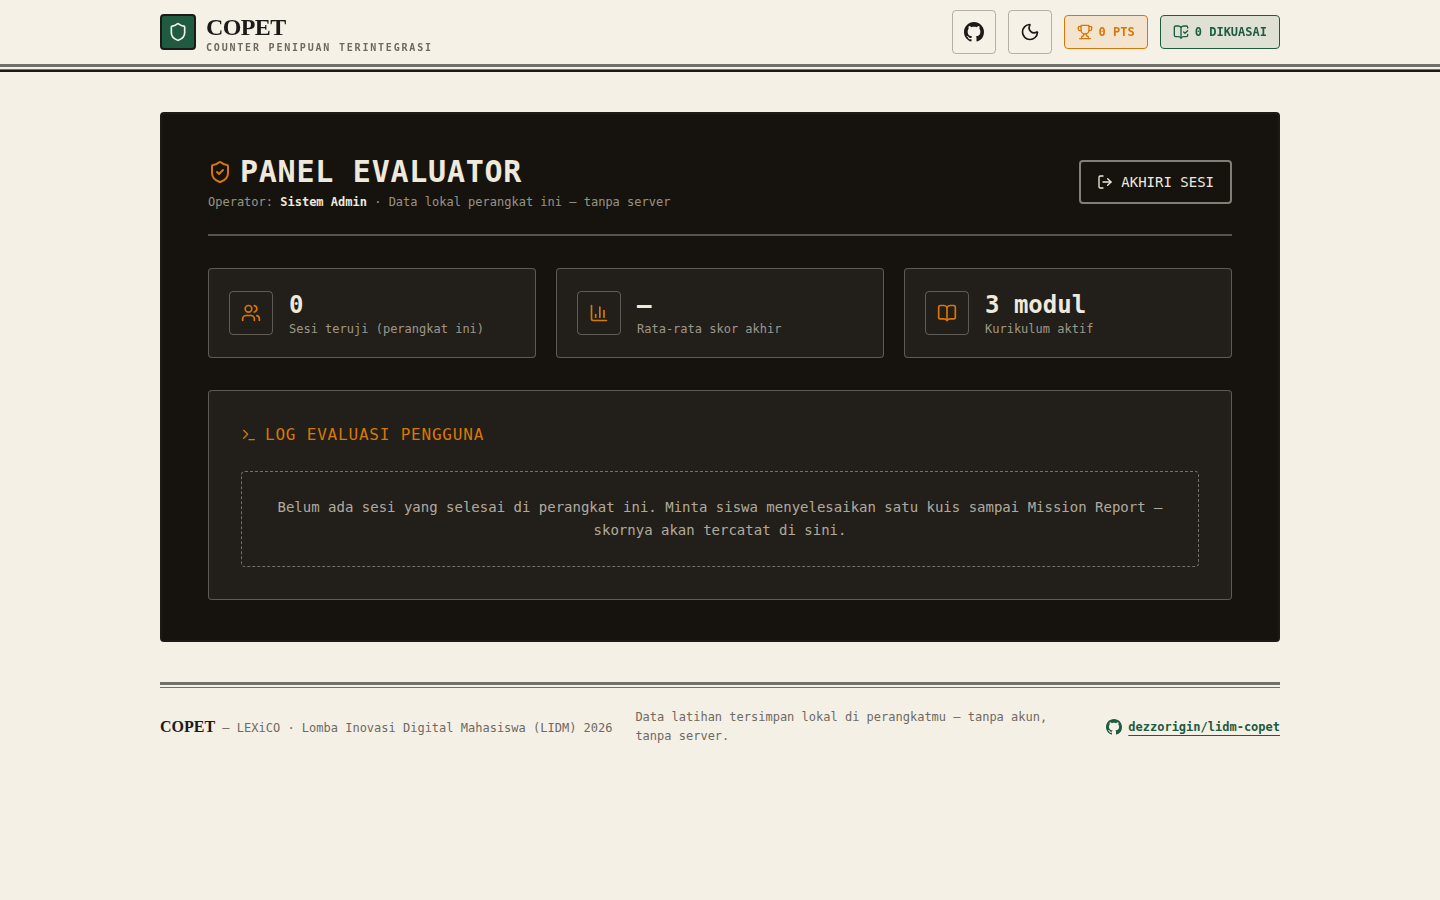 COPET
COUNTER PENIPUAN TERINTEGRASI
0 PTS
0 DIKUASAI
PANEL EVALUATOR
Operator: Sistem Admin · Data lokal perangkat ini — tanpa server
AKHIRI SESI
0
Sesi teruji (perangkat ini)
—
Rata-rata skor akhir
3 modul
Kurikulum aktif
LOG EVALUASI PENGGUNA
Belum ada sesi yang selesai di perangkat ini. Minta siswa menyelesaikan satu kuis sampai Mission Report —
skornya akan tercatat di sini.
COPET — LEXiCO · Lomba Inovasi Digital Mahasiswa (LIDM) 2026
Data latihan tersimpan lokal di perangkatmu — tanpa akun,
tanpa server.
dezzorigin/lidm-copet